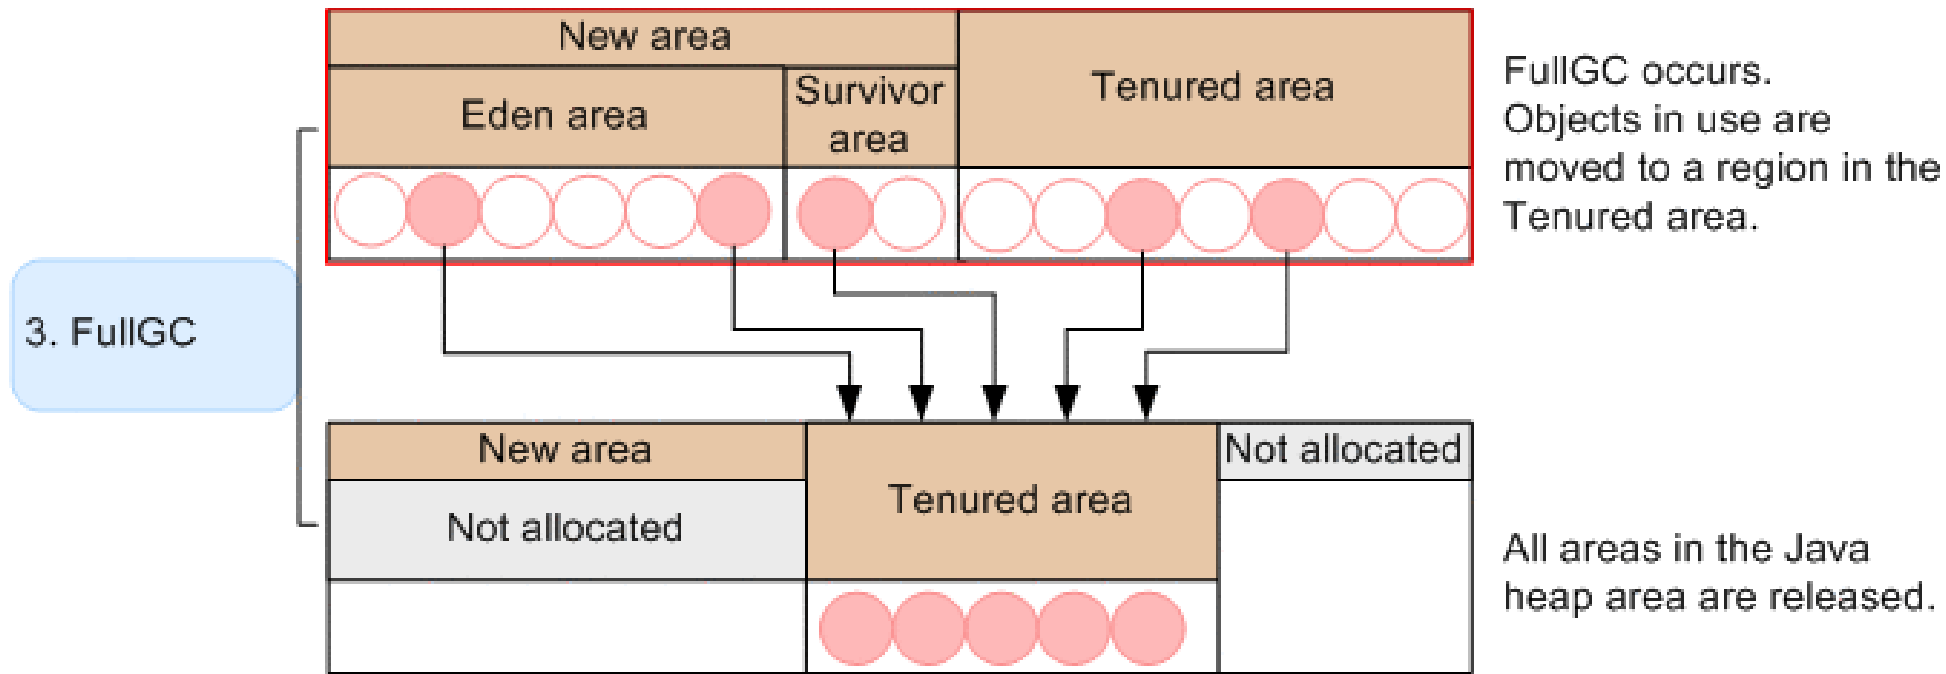 New area
Eden area
Survivor
area
Tenured area
FullGC occurs.
Objects in use are
moved to a region in the
Tenured area.
3. FullGC
New area
Not allocated
Tenured area
Not allocated
All areas in the Java
heap area are released.